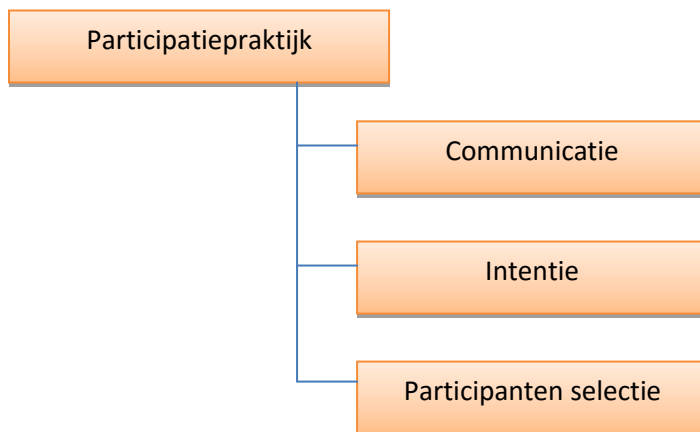 Participatiepraktijk
Communicatie
Intentie
Participanten selectie